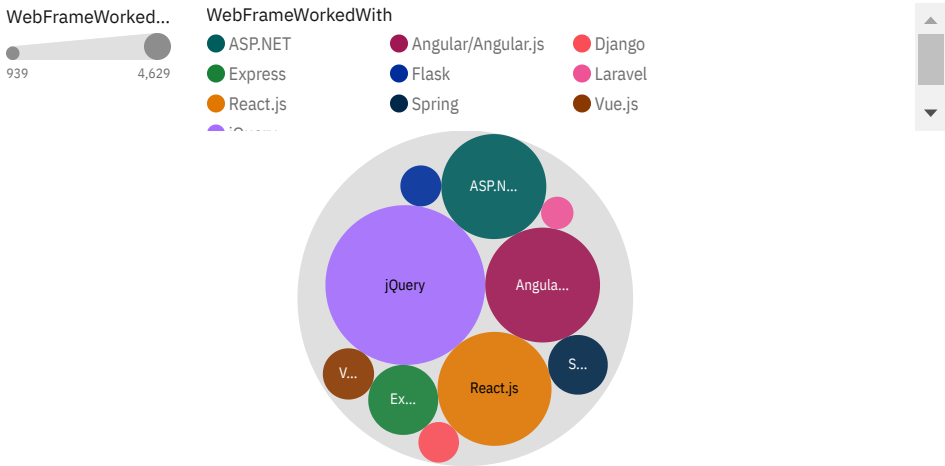 WebFrameWorked...
939 4,629
WebFrameWorkedWith
ASP.NET Angular/Angular.js Django
Express Flask Laravel
React.js Spring Vue.js
jQuery
ASP.N...
jQuery
Angula...
V...
S...
Ex...
React.js